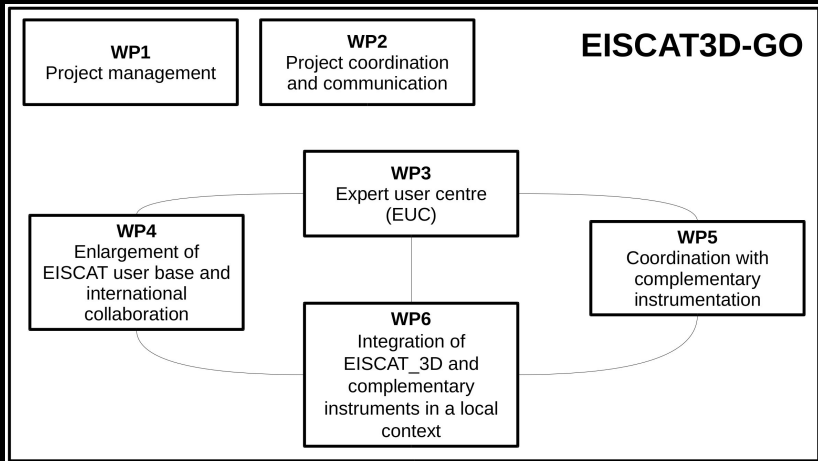 WP1
Project management
WP2
Project coordination
and communication
EISCAT3D-GO
WP3
Expert user centre
(EUC)
WP4
Enlargement of
EISCAT user base and
international
collaboration
WP5
Coordination with
complementary
instrumentation
WP6
Integration of
EISCAT_3D and
complementary
instruments in a local
context